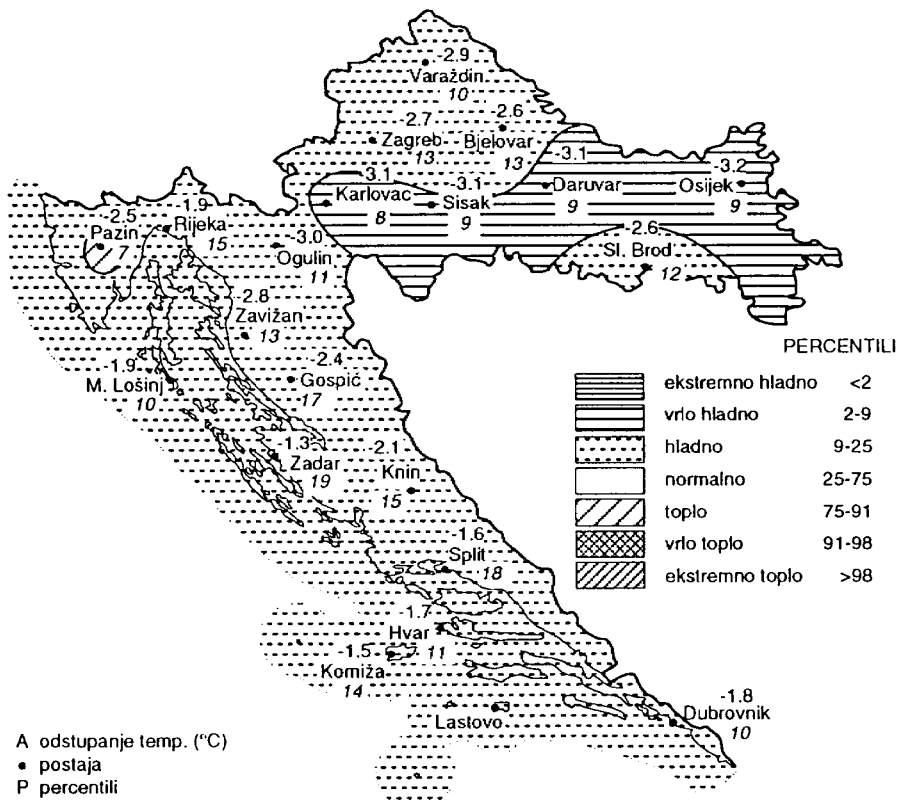 -2.9
Varaždin
10
-2.7
Zagreb
13
-2.6
Bjelovar
13
-3.1
Daruvar
9
-3.2
Osijek
9
-3.1
Karlovac
8
-3.1
Sisak
9
-2.6
Sl. Brod
12
-2.5
Pazin
7
-1.9
Rijeka
15
-3.0
Ogulin
11
-2.8
Zavižan
13
-1.9
M. Lošinj
10
-2.4
Gospić
17
-1.3
Zadar
19
-2.1
Knin
15
-1.6
Split
18
-1.7
Hvar
11
-1.5
Komiža
14
Lastovo
-1.8
Dubrovnik
10
PERCENTILI
ekstremno hladno <2
vrlo hladno 2-9
hladno 9-25
normalno 25-75
toplo 75-91
vrlo toplo 91-98
ekstremno toplo >98
A odstupanje temp. (°C)
• postaja
P percentili